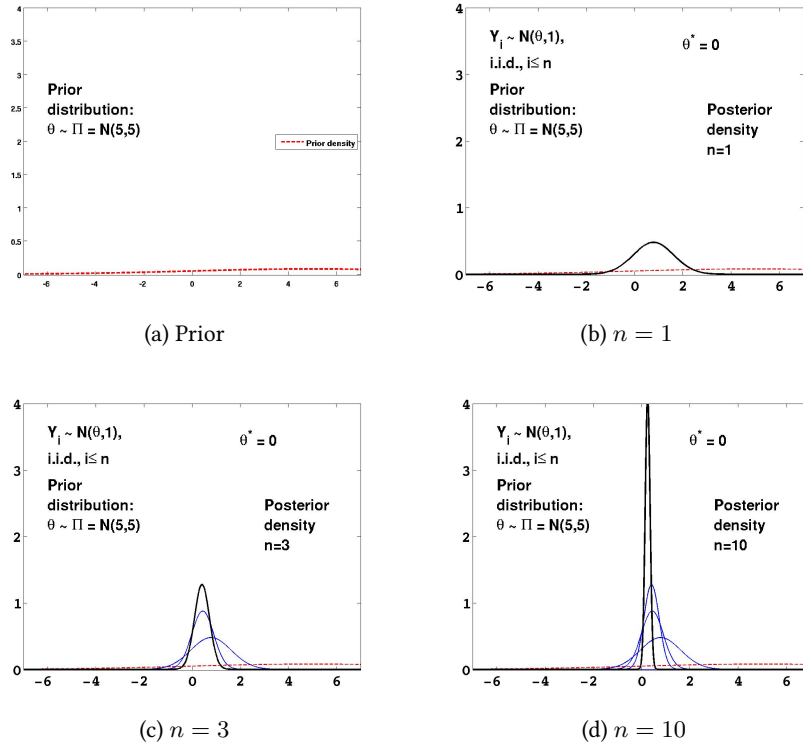 4
3.5
3
2.5
2
1.5
1
0.5
0
-6
-4
-2
0
2
4
6
Prior
distribution:
θ ~ Π = N(5,5)
Prior density
(a) Prior
4
3
2
1
0
-6
-4
-2
0
2
4
6
Y_i ~ N(θ,1),
i.i.d., i≤ n
θ* = 0
Prior
distribution:
θ ~ Π = N(5,5)
Posterior
density
n=1
(b) n = 1
4
3
2
1
0
-6
-4
-2
0
2
4
6
Y_i ~ N(θ,1),
i.i.d., i≤ n
θ* = 0
Prior
distribution:
θ ~ Π = N(5,5)
Posterior
density
n=3
(c) n = 3
4
3
2
1
0
-6
-4
-2
0
2
4
6
Y_i ~ N(θ,1),
i.i.d., i≤ n
θ* = 0
Prior
distribution:
θ ~ Π = N(5,5)
Posterior
density
n=10
(d) n = 10